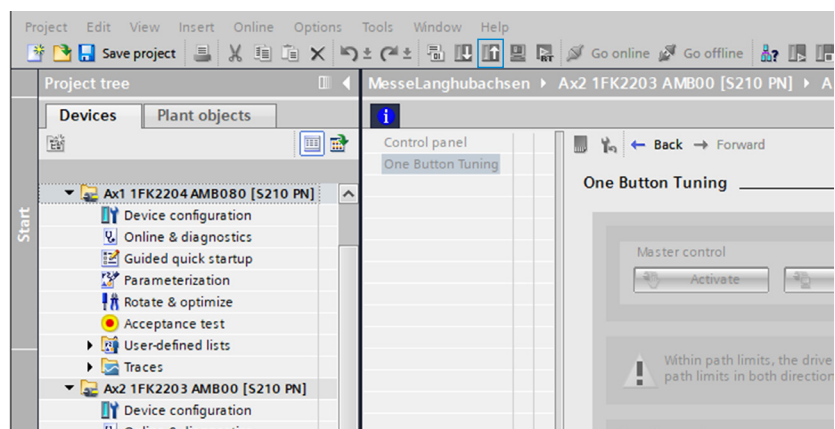 Project Edit View Insert Online Options Tools Window Help
Save project Go online Go offline
Project tree
MesseLanghubachsen Ax2 1FK2203 AMB00 [S210 PN] A
Devices Plant objects
Control panel
One Button Tuning
Back Forward
One Button Tuning
Start
Ax1 1FK2204 AMB080 [S210 PN]
Device configuration
Online & diagnostics
Guided quick startup
Parameterization
Rotate & optimize
Acceptance test
User-defined lists
Traces
Ax2 1FK2203 AMB00 [S210 PN]
Device configuration
Master control
Activate
Within path limits, the drive
path limits in both direction